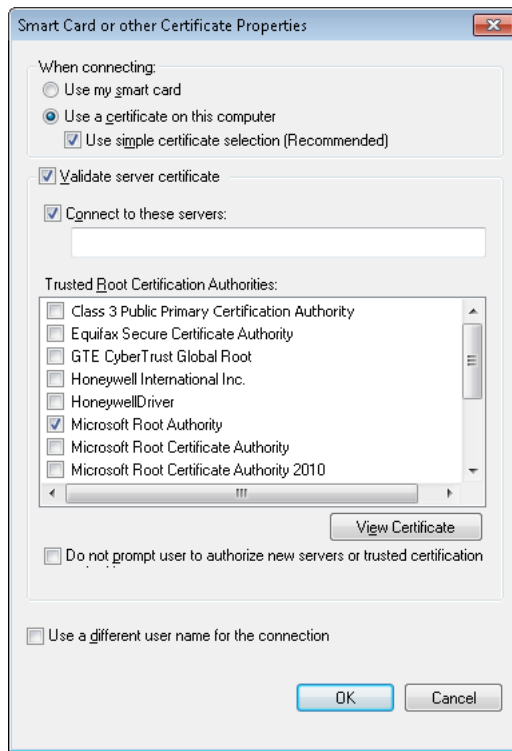 Smart Card or other Certificate Properties
When connecting:
Use my smart card
Use a certificate on this computer
Use simple certificate selection (Recommended)
Validate server certificate
Connect to these servers:
Trusted Root Certification Authorities:
Class 3 Public Primary Certification Authority
Equifax Secure Certificate Authority
GTE CyberTrust Global Root
Honeywell International Inc.
HoneywellDriver
Microsoft Root Authority
Microsoft Root Certificate Authority
Microsoft Root Certificate Authority 2010
View Certificate
Do not prompt user to authorize new servers or trusted certification
Use a different user name for the connection
OK Cancel